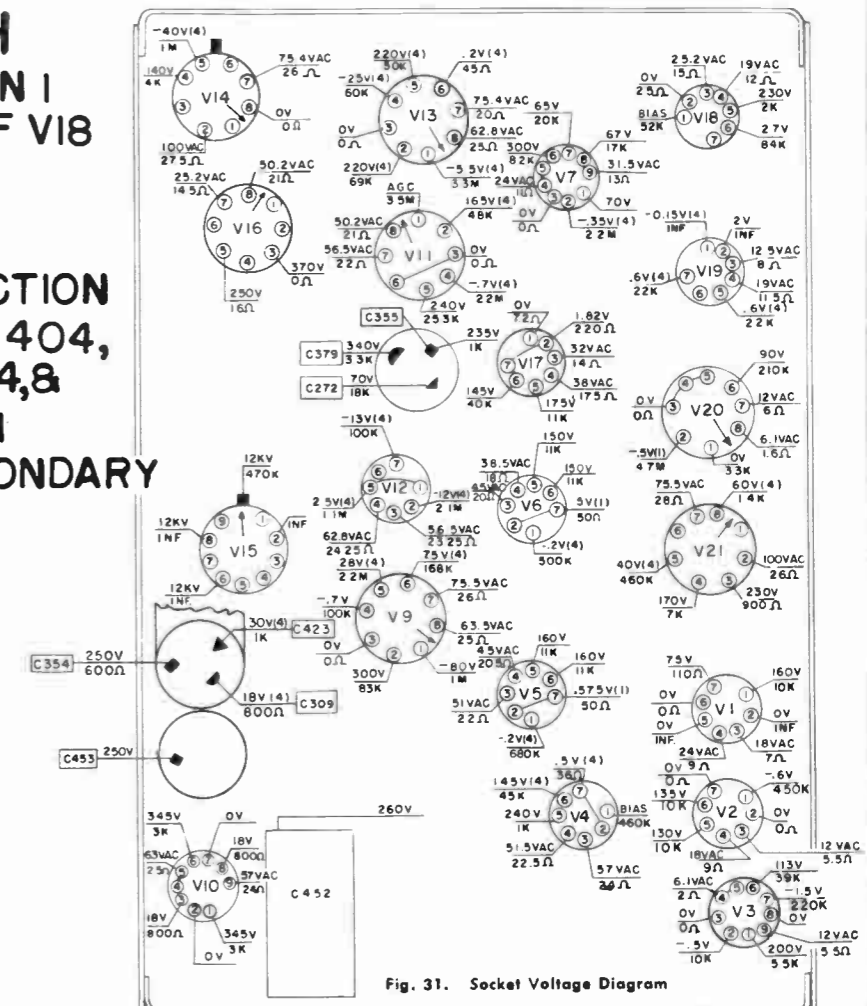 H
N I
F V18
CTION
404,
4,&
ONDARY
-40V(4)
1M
140V
4K
75.4VAC
26Ω
V14
0V
0Ω
100VAC
27.5Ω
220V(4)
50K
.2V(4)
45Ω
-25V(4)
60K
V13
75.4VAC
20Ω
62.8VAC
25Ω
0V
0Ω
220V(4)
69K
-5.5V(4)
3.3M
65V
20K
67V
17K
300V
82K
31.5VAC
13Ω
V7
24VAC
11Ω
70V
0V
0Ω
-.35V(4)
2.2M
25.2VAC
15Ω
19VAC
12Ω
0V
.25Ω
230V
2K
BIAS
52K
V18
2.7V
84K
25.2VAC
14.5Ω
50.2VAC
21Ω
V16
370V
0Ω
250V
16Ω
AGC
3.5M
165V(4)
48K
50.2VAC
21Ω
V11
56.5VAC
22Ω
0V
0Ω
-.7V(4)
2.2M
240V
25.3K
-0.15V(4)
INF
2V
INF
12.5VAC
8Ω
V19
.6V(4)
22K
19VAC
11.5Ω
.6V(4)
22K
C355
235V
1K
C379
340V
3.3K
C272
70V
18K
0V
7.2Ω
1.82V
220Ω
V17
32VAC
14Ω
38VAC
17.5Ω
145V
40K
175V
11K
90V
210K
0V
0Ω
V20
12VAC
6Ω
6.1VAC
1.6Ω
-.5V(1)
4.7M
0V
3.3K
-13V(4)
100K
V12
-12V(4)
2.1M
2.5V(4)
1.1M
62.8VAC
24.25Ω
56.5VAC
23.25Ω
150V
11K
38.5VAC
18Ω
150V
11K
45VAC
20Ω
V6
.5V(1)
50Ω
-.2V(4)
500K
75.5VAC
28Ω
60V(4)
14K
V21
40V(4)
460K
100VAC
26Ω
170V
7K
230V
900Ω
12KV
470K
12KV
INF
INF
V15
12KV
INF.
28V(4)
2.2M
75V(4)
168K
75.5VAC
26Ω
-.7V
100K
V9
63.5VAC
25Ω
0V
0Ω
300V
83K
-80V
1M
30V(4)
1K
C423
C354
250V
600Ω
18V(4)
800Ω
C309
C453
250V
45VAC
20.5Ω
160V
11K
160V
11K
V5
.575V(1)
50Ω
51VAC
22Ω
-.2V(4)
680K
75V
110Ω
160V
10K
0V
0Ω
V1
0V
INF.
0V
INF
24VAC
9Ω
18VAC
7Ω
260V
C452
345V
3K
0V
18V
800Ω
63VAC
25Ω
V10
57VAC
24Ω
18V
800Ω
0V
345V
3K
.5V(4)
36Ω
145V(4)
45K
V4
BIAS
460K
240V
1K
51.5VAC
22.5Ω
57VAC
24Ω
0V
0Ω
-.6V
450K
135V
10K
V2
0V
0Ω
130V
10K
18VAC
9Ω
12VAC
5.5Ω
6.1VAC
2Ω
113V
39K
-1.5V
220K
V3
0V
0Ω
0V
-.5V
10K
200V
5.5K
12VAC
5.5Ω
Fig. 31. Socket Voltage Diagram